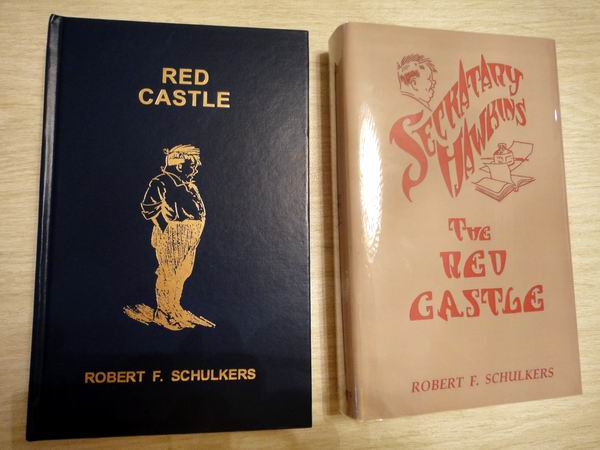 RED
CASTLE
ROBERT F. SCHULKERS
SECKATARY
HAWKINS
THE
RED
CASTLE
ROBERT F. SCHULKERS